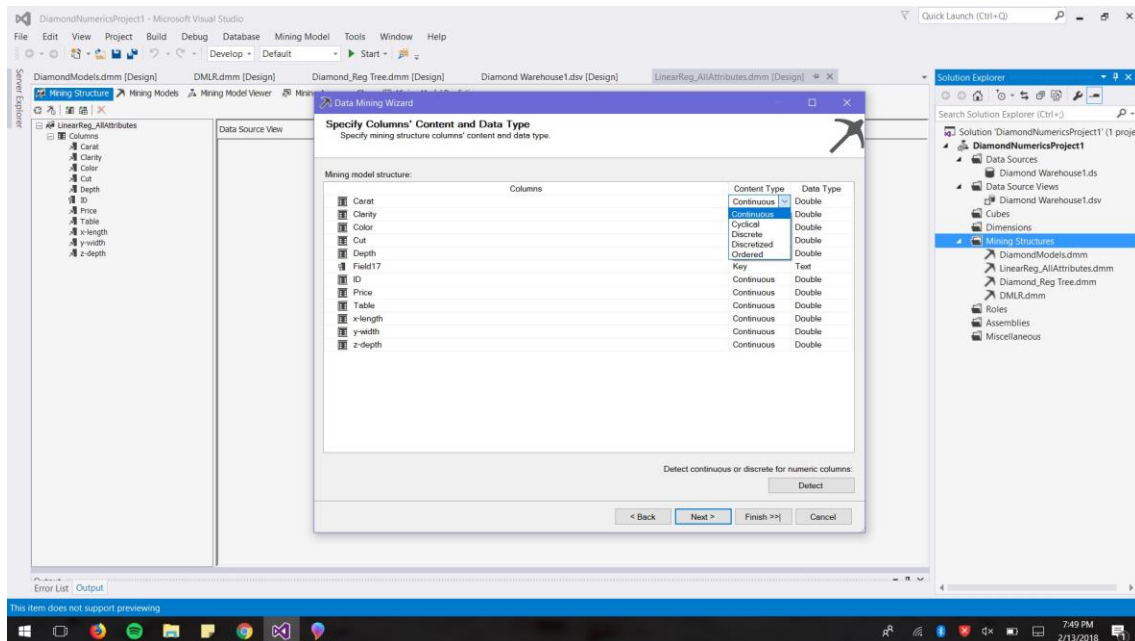 DiamondNumericsProject1 - Microsoft Visual Studio
Quick Launch (Ctrl+Q)
File Edit View Project Build Debug Database Mining Model Tools Window Help
Develop Default Start
Server Explorer
DiamondModels.dmm [Design] DMLR.dmm [Design] Diamond_Reg Tree.dmm [Design] Diamond Warehouse1.dsv [Design] LinearReg_AllAttributes.dmm [Design]
Mining Structure Mining Models Mining Model Viewer
LinearReg_AllAttributes
Columns
Carat
Clarity
Color
Cut
Depth
ID
Price
Table
x-length
y-width
z-depth
Data Source View
Data Mining Wizard
Specify Columns' Content and Data Type
Specify mining structure columns' content and data type.
Mining model structure:
Columns Content Type Data Type
Carat Continuous Double
Clarity Double
Color Double
Cut Double
Depth Double
Continuous
Cyclical
Discrete
Discretized
Ordered
Field17 Key Text
ID Continuous Double
Price Continuous Double
Table Continuous Double
x-length Continuous Double
y-width Continuous Double
z-depth Continuous Double
Detect continuous or discrete for numeric columns:
Detect
< Back Next > Finish >>| Cancel
Solution Explorer
Search Solution Explorer (Ctrl+;)
Solution 'DiamondNumericsProject1' (1 proje
DiamondNumericsProject1
Data Sources
Diamond Warehouse1.ds
Data Source Views
Diamond Warehouse1.dsv
Cubes
Dimensions
Mining Structures
DiamondModels.dmm
LinearReg_AllAttributes.dmm
Diamond_Reg Tree.dmm
DMLR.dmm
Roles
Assemblies
Miscellaneous
Error List Output
This item does not support previewing
7:49 PM
2/13/2018